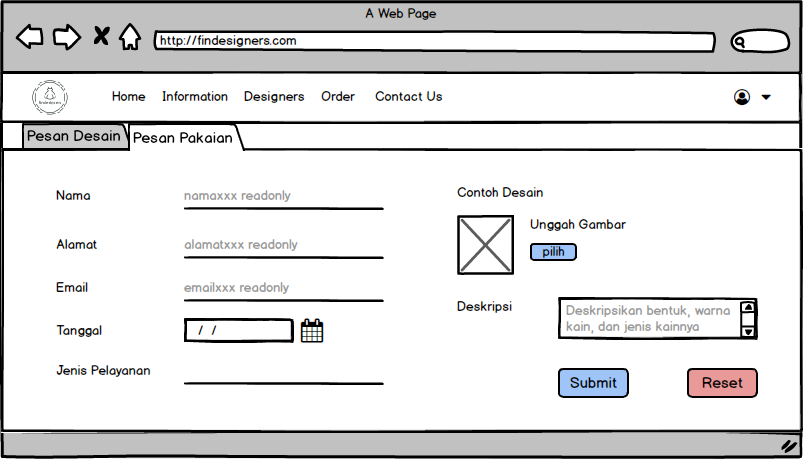 A Web Page
http://findesigners.com
findesigners
Home Information Designers Order Contact Us
Pesan Desain Pesan Pakaian
Nama namaxxx readonly
Alamat alamatxxx readonly
Email emailxxx readonly
Tanggal / /
Jenis Pelayanan
Contoh Desain
Unggah Gambar
pilih
Deskripsi
Deskripsikan bentuk, warna
kain, dan jenis kainnya
Submit Reset